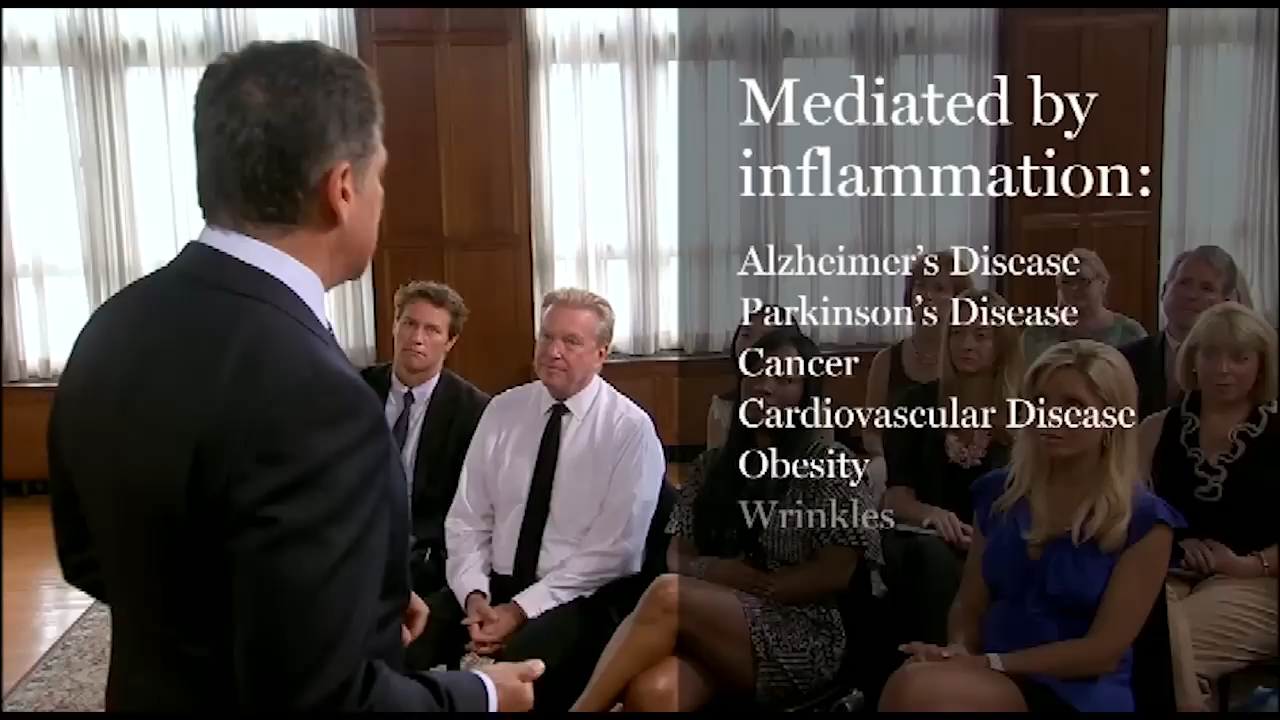 Mediated by
inflammation:
Alzheimer's Disease
Parkinson's Disease
Cancer
Cardiovascular Disease
Obesity
Wrinkles